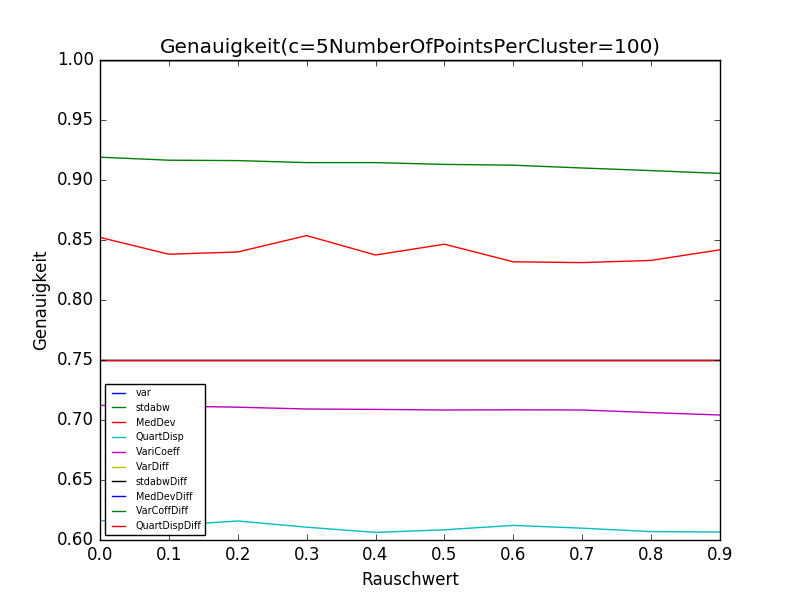 Genauigkeit(c=5NumberOfPointsPerCluster=100)
1.00
0.95
0.90
0.85
0.80
0.75
0.70
0.65
0.60
Genauigkeit
var
stdabw
MedDev
QuartDisp
VariCoeff
VarDiff
stdabwDiff
MedDevDiff
VarCoffDiff
QuartDispDiff
0.0 0.1 0.2 0.3 0.4 0.5 0.6 0.7 0.8 0.9
Rauschwert